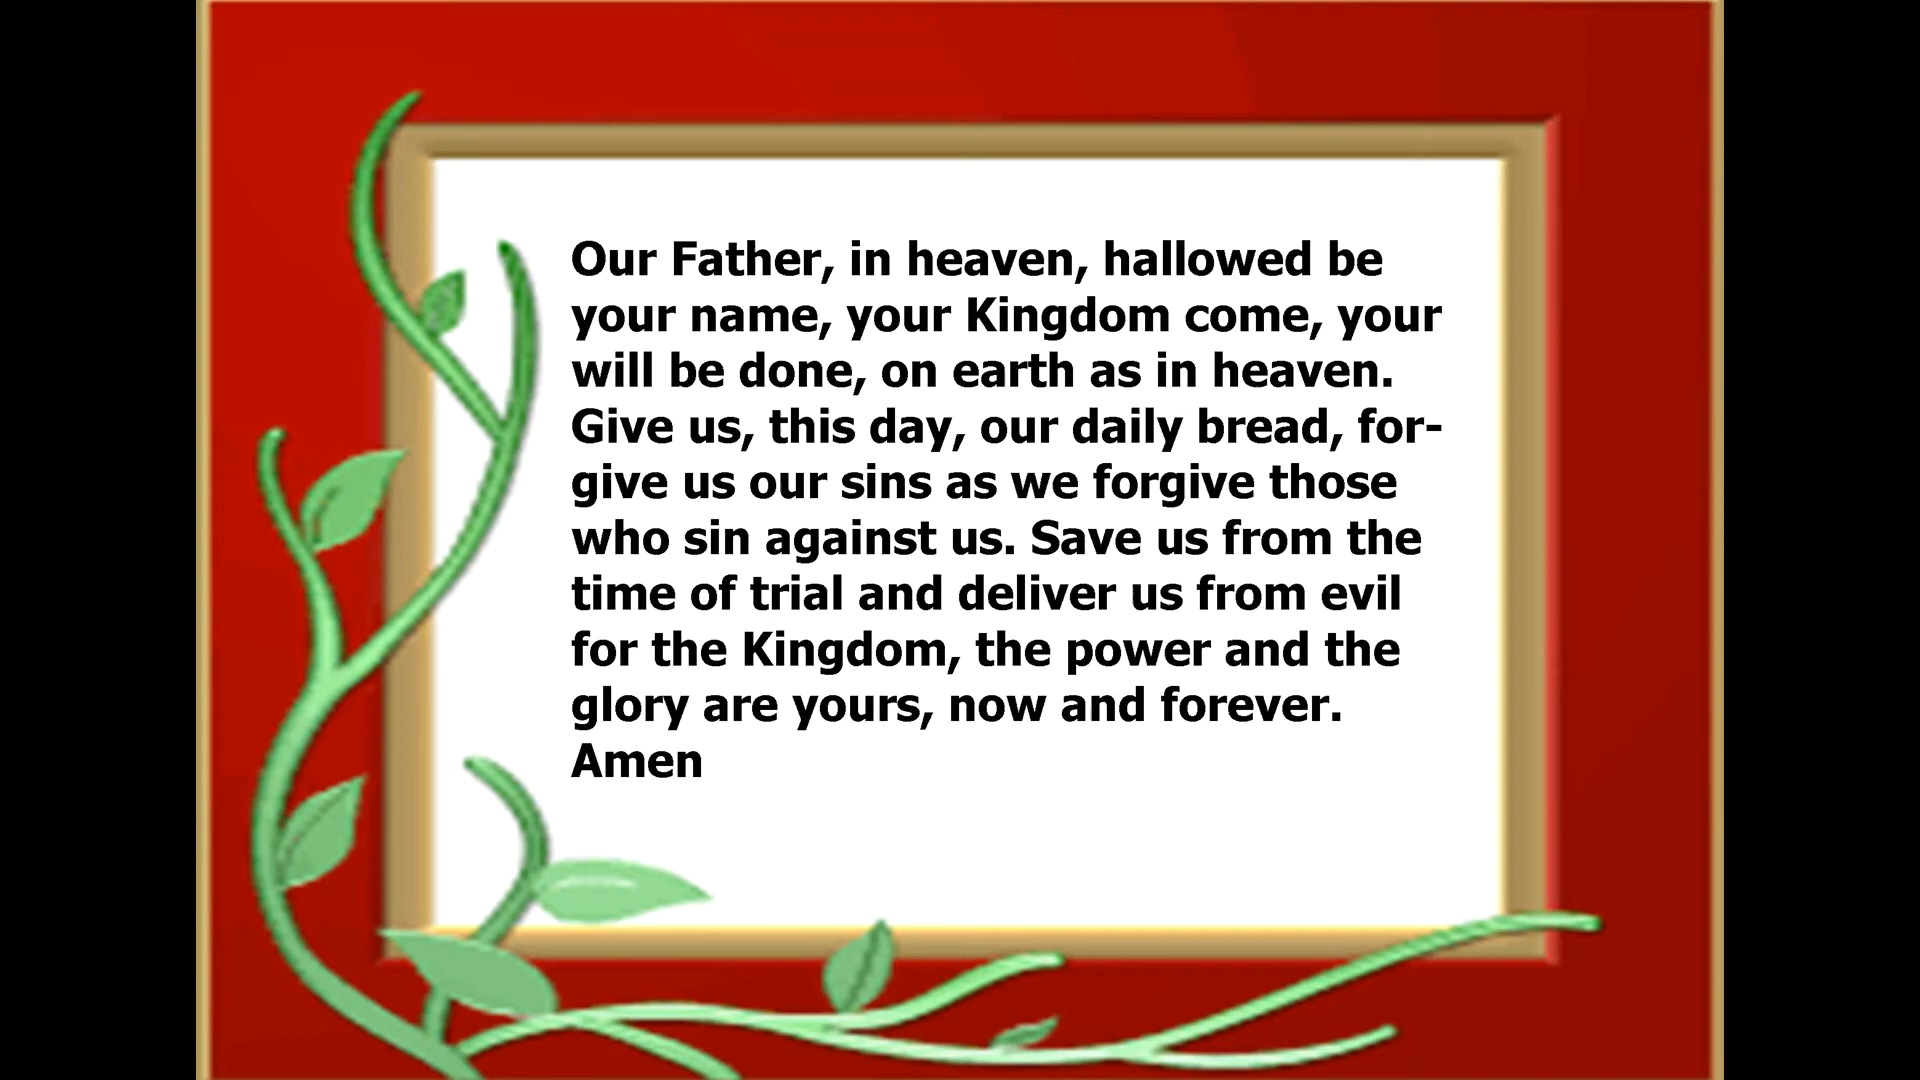 Our Father, in heaven, hallowed be
your name, your Kingdom come, your
will be done, on earth as in heaven.
Give us, this day, our daily bread, for-
give us our sins as we forgive those
who sin against us. Save us from the
time of trial and deliver us from evil
for the Kingdom, the power and the
glory are yours, now and forever.
Amen